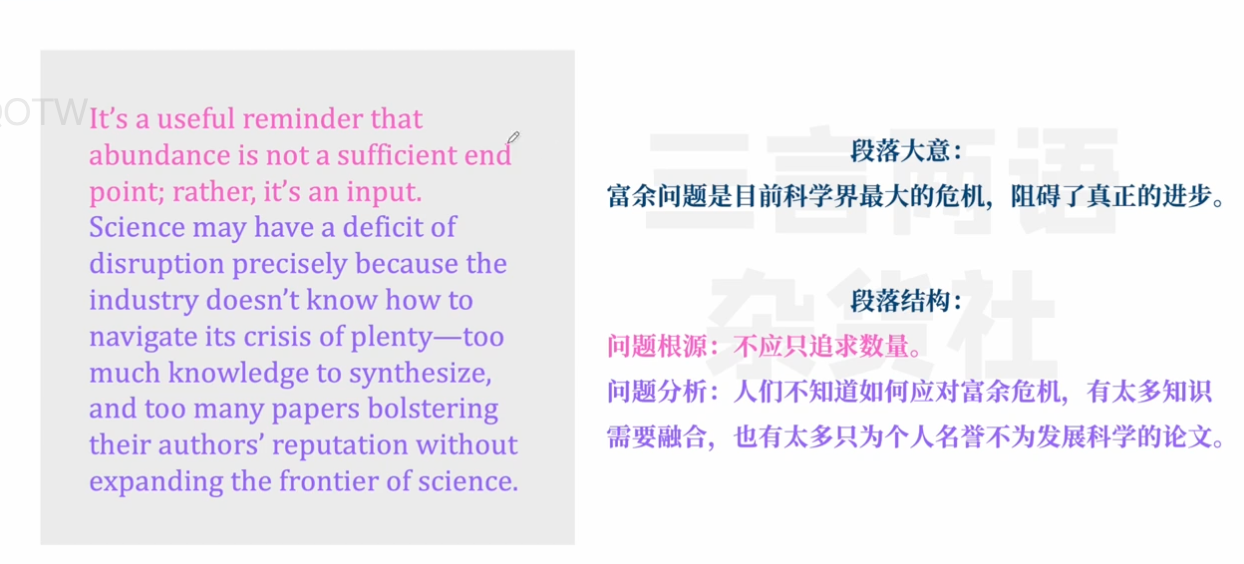 It's a useful reminder that
abundance is not a sufficient end
point; rather, it's an input.
Science may have a deficit of
disruption precisely because the
industry doesn't know how to
navigate its crisis of plenty—too
much knowledge to synthesize,
and too many papers bolstering
their authors' reputation without
expanding the frontier of science.
段落大意：
富余问题是目前科学界最大的危机，阻碍了真正的进步。
段落结构：
问题根源：不应只追求数量。
问题分析：人们不知道如何应对富余危机，有太多知识
需要融合，也有太多只为个人名誉不为发展科学的论文。
三言两语
杂货社
QOTW